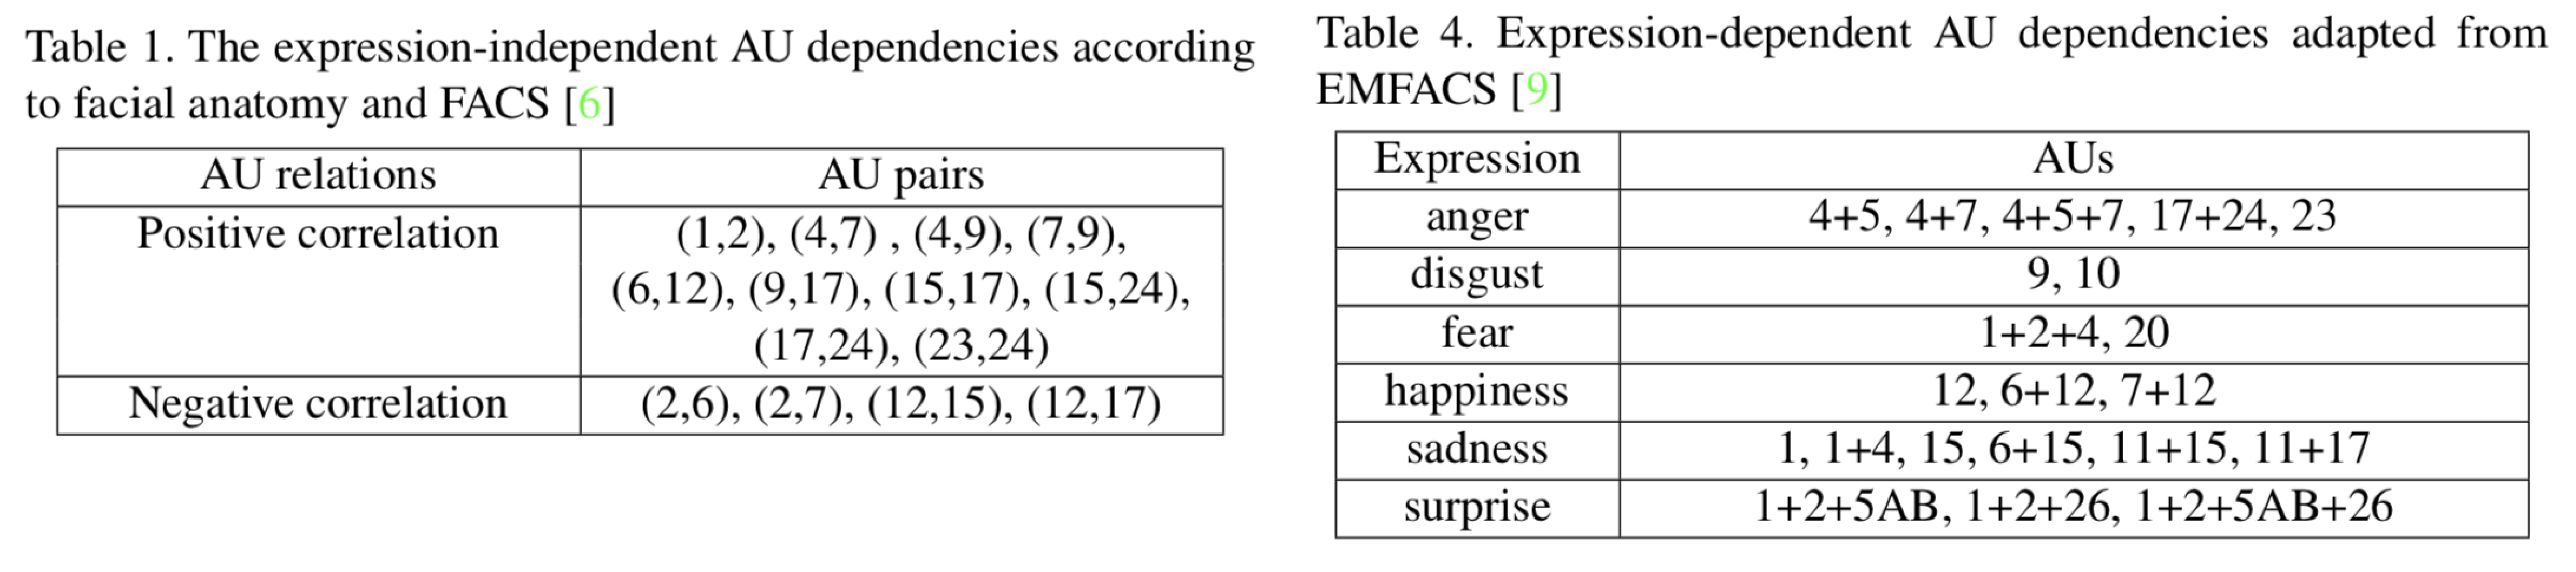 Table 1. The expression-independent AU dependencies according
to facial anatomy and FACS [6]
AU relations AU pairs
Positive correlation (1,2), (4,7) , (4,9), (7,9),
(6,12), (9,17), (15,17), (15,24),
(17,24), (23,24)
Negative correlation (2,6), (2,7), (12,15), (12,17)
Table 4. Expression-dependent AU dependencies adapted from
EMFACS [9]
Expression AUs
anger 4+5, 4+7, 4+5+7, 17+24, 23
disgust 9, 10
fear 1+2+4, 20
happiness 12, 6+12, 7+12
sadness 1, 1+4, 15, 6+15, 11+15, 11+17
surprise 1+2+5AB, 1+2+26, 1+2+5AB+26